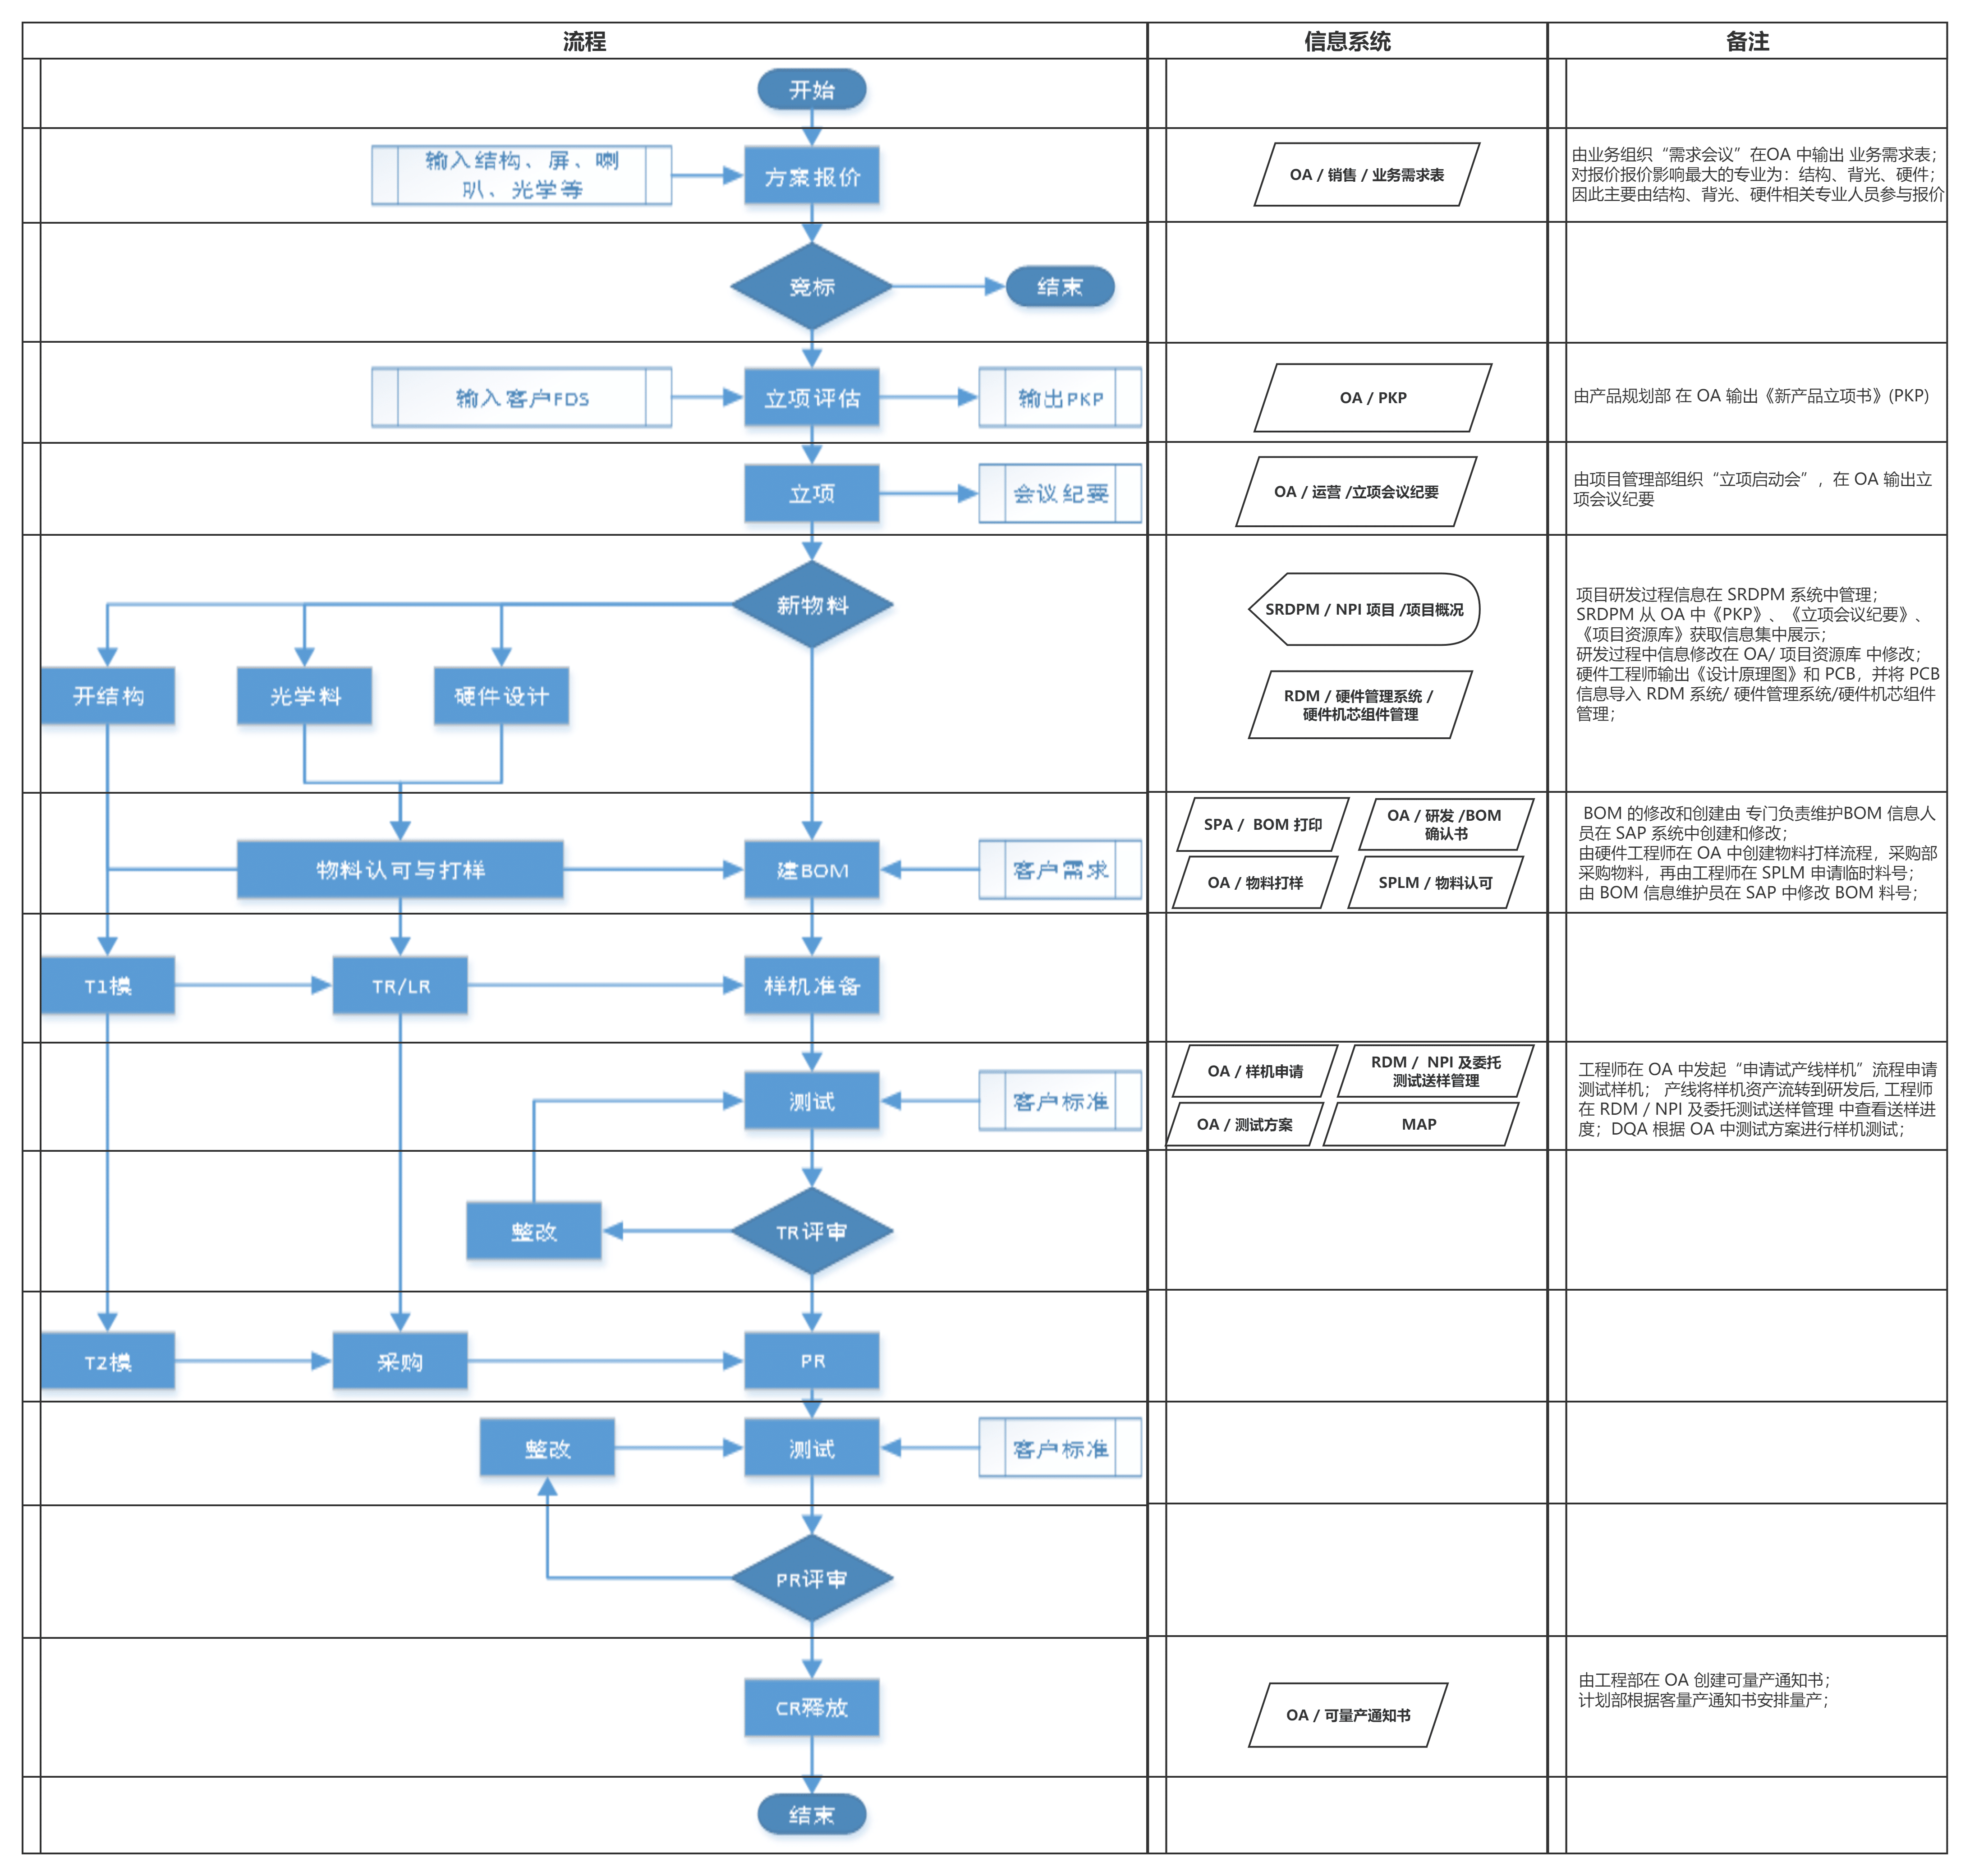 流程
信息系统
备注
开始
输入结构、屏、喇
叭、光学等
方案报价
OA / 销售 / 业务需求表
由业务组织“需求会议”在OA 中输出 业务需求表；
对报价报价影响最大的专业为：结构、背光、硬件；
因此主要由结构、背光、硬件相关专业人员参与报价
竞标
结束
输入客户FDS
立项评估
输出PKP
OA / PKP
由产品规划部 在 OA 输出《新产品立项书》(PKP)
立项
会议纪要
OA / 运营 /立项会议纪要
由项目管理部组织“立项启动会”，在 OA 输出立
项会议纪要
新物料
开结构
光学料
硬件设计
SRDPM / NPI 项目 /项目概况
RDM / 硬件管理系统 /
硬件机芯组件管理
项目研发过程信息在 SRDPM 系统中管理；
SRDPM 从 OA 中《PKP》、《立项会议纪要》、
《项目资源库》获取信息集中展示；
研发过程中信息修改在 OA/ 项目资源库 中修改；
硬件工程师输出《设计原理图》和 PCB，并将 PCB
信息导入 RDM 系统/ 硬件管理系统/硬件机芯组件
管理；
物料认可与打样
建BOM
客户需求
SPA / BOM 打印
OA / 研发 /BOM
确认书
OA / 物料打样
SPLM / 物料认可
BOM 的修改和创建由 专门负责维护BOM 信息人
员在 SAP 系统中创建和修改；
由硬件工程师在 OA 中创建物料打样流程，采购部
采购物料，再由工程师在 SPLM 申请临时料号；
由 BOM 信息维护员在 SAP 中修改 BOM 料号；
T1模
TR/LR
样机准备
测试
客户标准
OA / 样机申请
RDM / NPI 及委托
测试送样管理
OA / 测试方案
MAP
工程师在 OA 中发起“申请试产线样机”流程申请
测试样机； 产线将样机资产流转到研发后, 工程师
在 RDM / NPI 及委托测试送样管理 中查看送样进
度；DQA 根据 OA 中测试方案进行样机测试；
整改
TR评审
T2模
采购
PR
整改
测试
客户标准
PR评审
CR释放
OA / 可量产通知书
由工程部在 OA 创建可量产通知书；
计划部根据客量产通知书安排量产；
结束